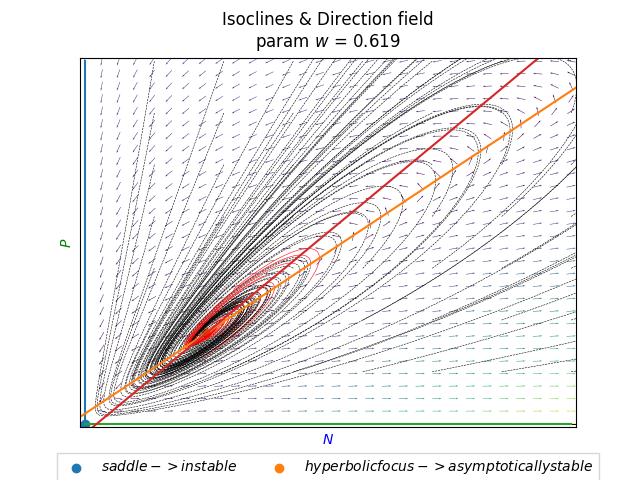 Isoclines & Direction field
param w = 0.619
P
N
saddle−>instable
hyperbolicfocus−>asymptoticallystable